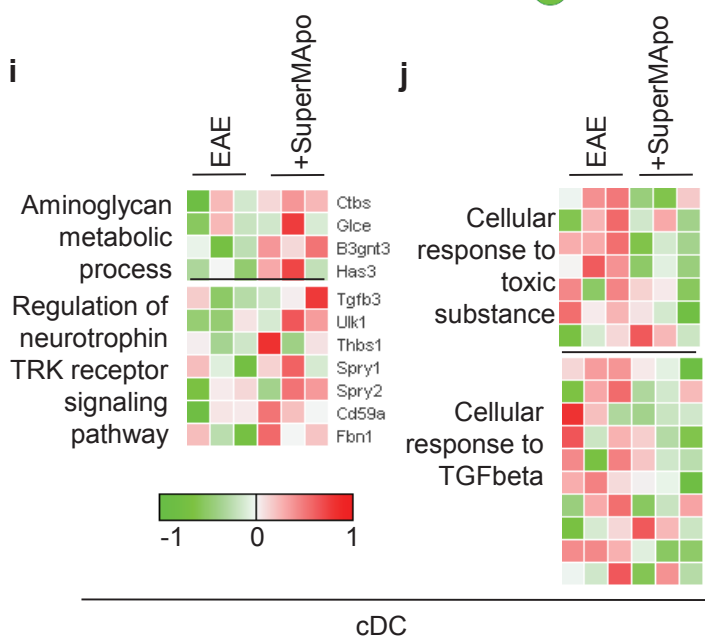 i
EAE
+SuperMApo
Aminoglycan
metabolic
process
Ctbs
Glce
B3gnt3
Has3
Regulation of
neurotrophin
TRK receptor
signaling
pathway
Tgfb3
Ulk1
Thbs1
Spry1
Spry2
Cd59a
Fbn1
-1
0
1
j
EAE
+SuperMApo
Cellular
response to
toxic
substance
Cellular
response to
TGFbeta
cDC